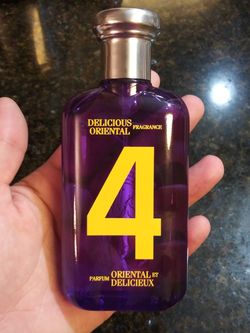 DELICIOUS
ORIENTAL FRAGRANCE
4
PARFUM ORIENTAL ET
DELICIEUX